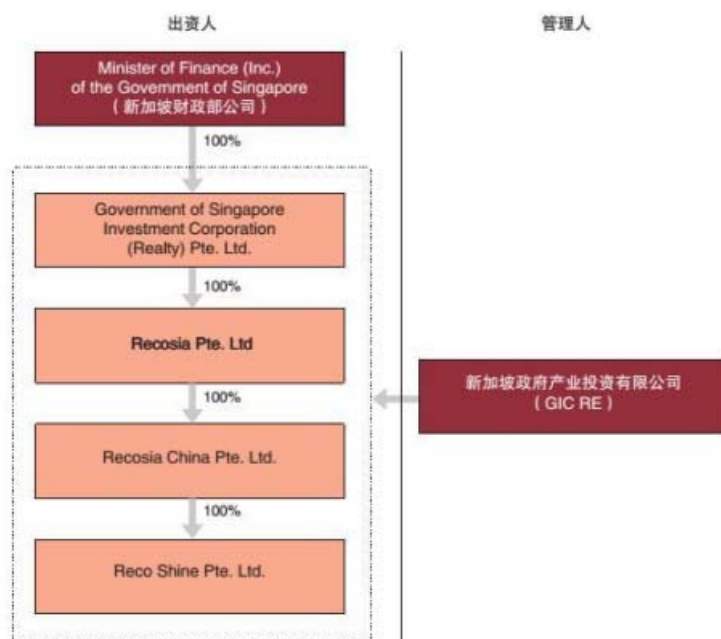 出资人
管理人
Minister of Finance (Inc.)
of the Government of Singapore
（新加坡财政部公司）
100%
Government of Singapore
Investment Corporation
(Realty) Pte. Ltd.
100%
Recosia Pte. Ltd
新加坡政府产业投资有限公司
（GIC RE）
100%
Recosia China Pte. Ltd.
100%
Reco Shine Pte. Ltd.